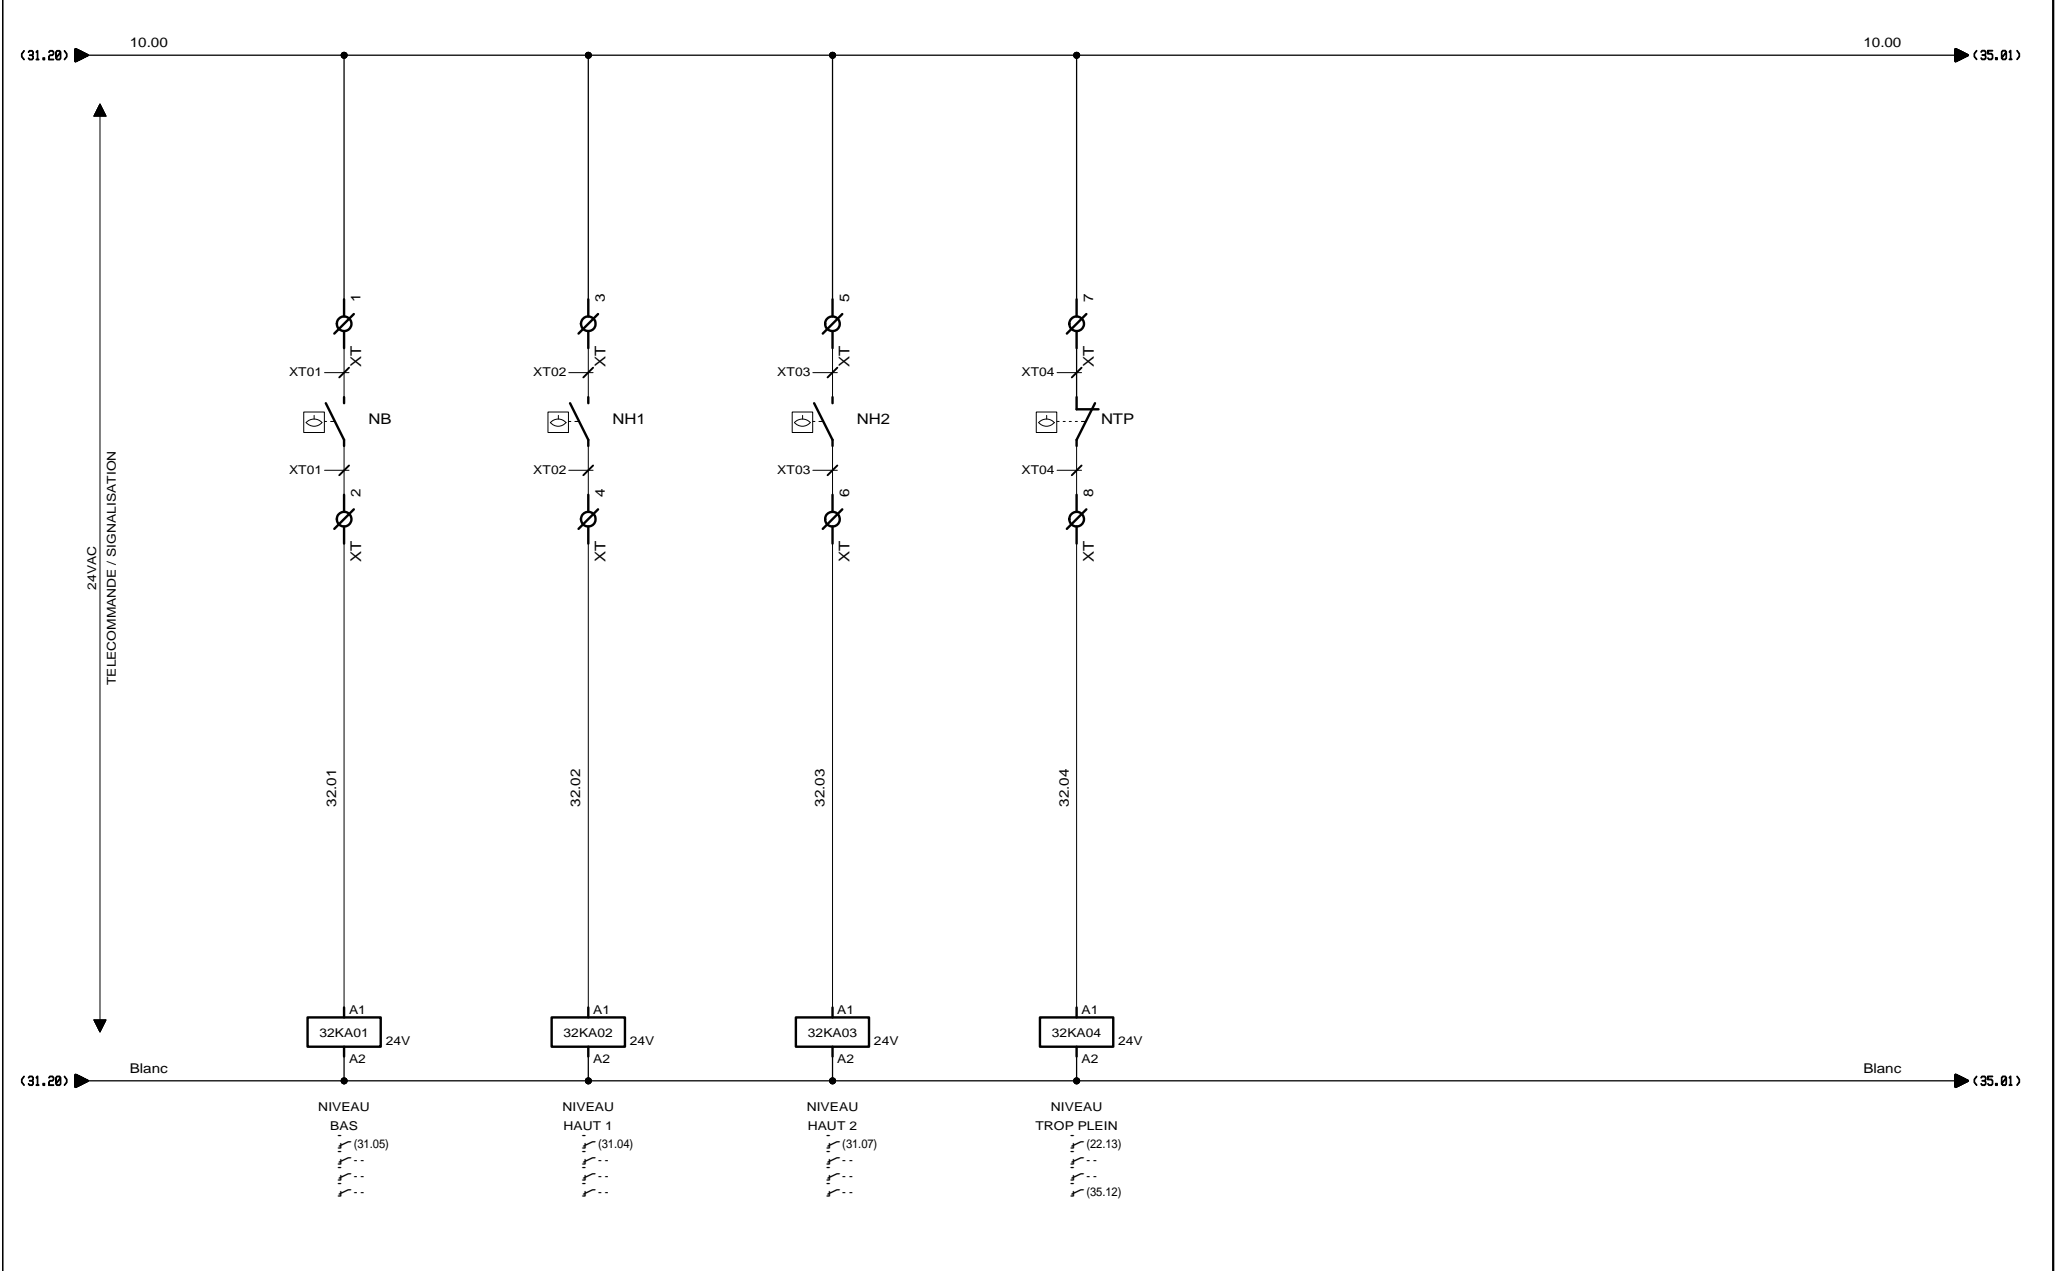 10.00
10.00
(31.20)
(35.01)
1
3
5
7
XT
XT
XT
XT
XT01
XT02
XT03
XT04
NB
NH1
NH2
NTP
XT01
XT02
XT03
XT04
2
4
6
8
XT
XT
XT
XT
24VAC
TELECOMMANDE / SIGNALISATION
32.01
32.02
32.03
32.04
A1
A1
A1
A1
32KA01
32KA02
32KA03
32KA04
24V
24V
24V
24V
A2
A2
A2
A2
Blanc
Blanc
(31.20)
(35.01)
NIVEAU
BAS
(31.05)
- -
- -
- -
NIVEAU
HAUT 1
(31.04)
- -
- -
- -
NIVEAU
HAUT 2
(31.07)
- -
- -
- -
NIVEAU
TROP PLEIN
(22.13)
- -
- -
(35.12)